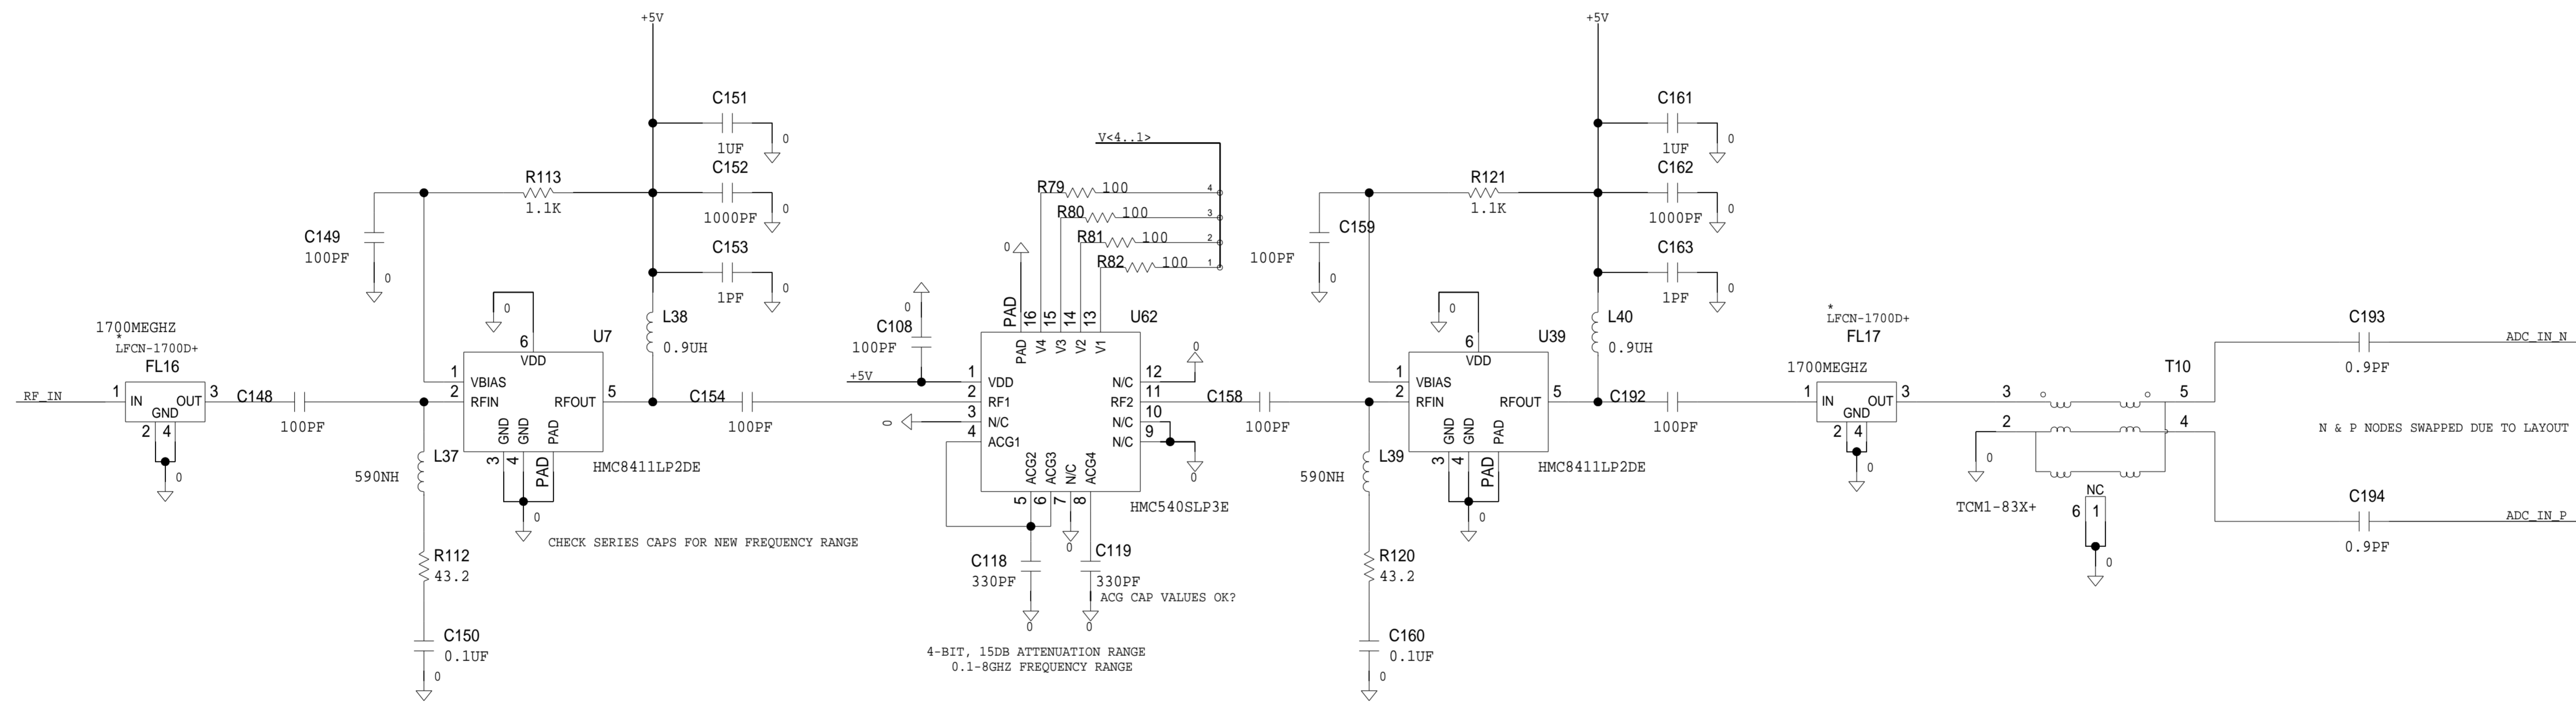 +5V
C151
0
1UF
C152
R113
0
1.1K
1000PF
C149
C153
100PF
0
0
1PF
1700MEGHZ
*
LFCN-1700D+
FL16
0
6
VDD
U7
L38
0.9UH
RF_IN
1
IN
OUT
GND
3
2
4
0
C148
100PF
1
VBIAS
2
RFIN
RFOUT
5
GND
GND
PAD
3
4
PAD
0
HMC8411LP2DE
CHECK SERIES CAPS FOR NEW FREQUENCY RANGE
L37
590NH
R112
43.2
C150
0.1UF
0
C154
100PF
V<4..1>
R79
100
4
R80
100
3
R81
100
2
R82
100
1
0
PAD
16
15
14
13
U62
0
C108
100PF
+5V
PAD
V4
V3
V2
V1
1
VDD
2
RF1
3
N/C
4
ACG1
0
N/C
12
RF2
11
N/C
10
N/C
9
0
0
ACG2
ACG3
N/C
ACG4
5
6
7
8
HMC540SLP3E
0
C118
330PF
0
C119
330PF
0
ACG CAP VALUES OK?
4-BIT, 15DB ATTENUATION RANGE
0.1-8GHZ FREQUENCY RANGE
C158
100PF
+5V
C161
0
1UF
C162
R121
0
1.1K
1000PF
C159
C163
100PF
0
0
1PF
0
6
VDD
U39
L40
0.9UH
1
VBIAS
2
RFIN
RFOUT
5
GND
GND
PAD
3
4
PAD
0
HMC8411LP2DE
L39
590NH
R120
43.2
C160
0.1UF
0
C192
100PF
*
LFCN-1700D+
FL17
1700MEGHZ
1
IN
OUT
GND
3
2
4
0
T10
3
2
5
4
0
TCM1-83X+
NC
6
1
0
C193
0.9PF
ADC_IN_N
N & P NODES SWAPPED DUE TO LAYOUT
C194
0.9PF
ADC_IN_P